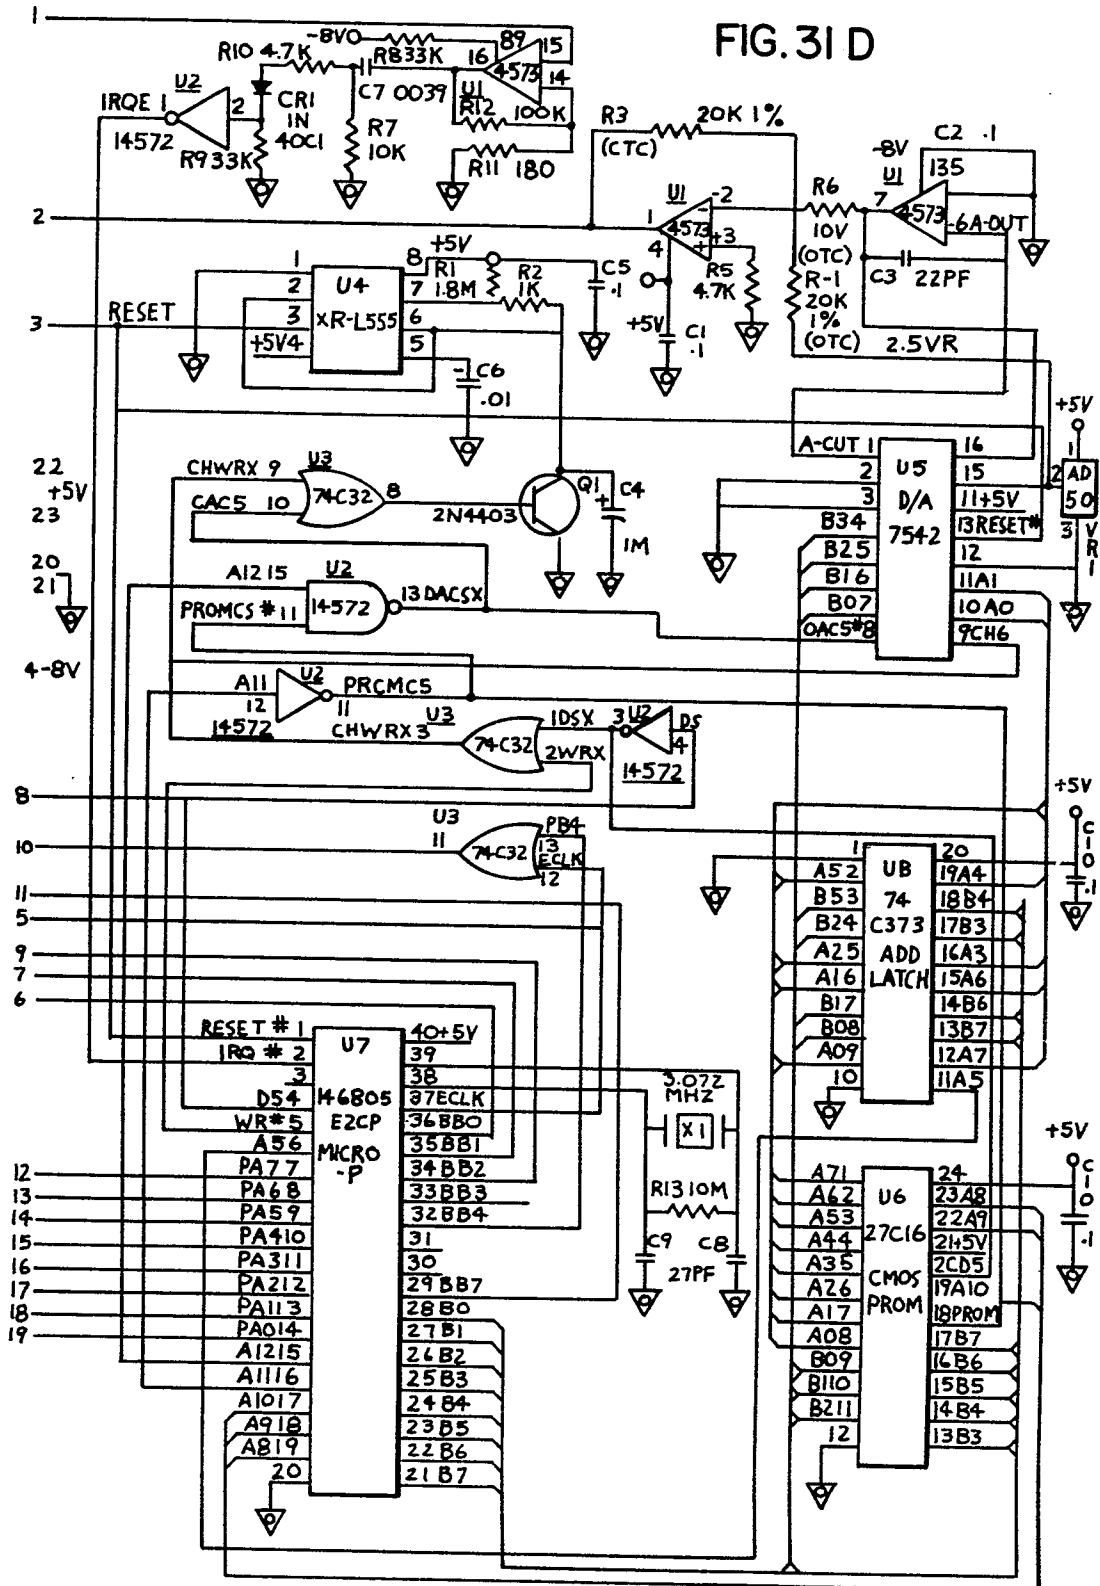 FIG. 31 D
1
-8V
89
15
16
4573
14
R10 4.7K
R8 33K
C7 0039
U1
R12
100K
U2
IRQE 1
2
14572
CR1
1N
40C1
R9 33K
R7
10K
R11 180
R3
(CTC)
20K 1%
C2 .1
-8V
135
U1
7
4573
-6A-OUT
R6
10V
(OTC)
C3
22PF
U1
-2
1
4573
4
+3
R5
4.7K
R-1
20K
1%
(OTC)
2.5VR
+5V
C1
.1
2
3
RESET
1
2
3
+5V4
U4
XR-L555
8
7
6
5
+5V
R1
1.8M
R2
1K
C5
.1
C6
.01
22
+5V
23
20
21
4-8V
CHWRX 9
CAC5 10
U3
74C32
8
2N4403
Q1
C4
+
1M
A-CUT 1
2
3
B34
B25
B16
B07
OAC5#8
U5
D/A
7542
16
15
11+5V
13RESET#
12
11A1
10A0
9CH6
+5V
1
2
AD
50
3
VR1
A1215
PROMCS # 11
U2
14572
13 DACSX
A11
12
U2
11
14572
PRCMC5
CHWRX 3
U3
74C32
1DSX
2WRX
3
U2
DS
4
14572
8
10
U3
11
74C32
PB4
13
ECLK
12
11
5
9
7
6
1
A52
B53
B24
A25
A16
B17
B08
A09
10
UB
74
C373
ADD
LATCH
20
19A4
18B4
17B3
16A3
15A6
14B6
13B7
12A7
11A5
+5V
C10
.1
RESET # 1
IRQ # 2
3
D54
WR#5
A56
PA77
PA68
PA59
PA410
PA311
PA212
PA113
PA014
A1215
A1116
A1017
A918
A819
20
U7
146805
E2CP
MICRO
-P
40+5V
39
38
37ECLK
36BB0
35BB1
34BB2
33BB3
32BB4
31
30
29BB7
28B0
27B1
26B2
25B3
24B4
23B5
22B6
21B7
3.072
MHZ
X1
R13 10M
C9
C8
27PF
12
13
14
15
16
17
18
19
A71
A62
A53
A44
A35
A26
A17
A08
B09
B110
B211
12
U6
27C16
CMOS
PROM
24
23A8
22A9
21+5V
2CD5
19A10
18PROM
17B7
16B6
15B5
14B4
13B3
+5V
C10
.1